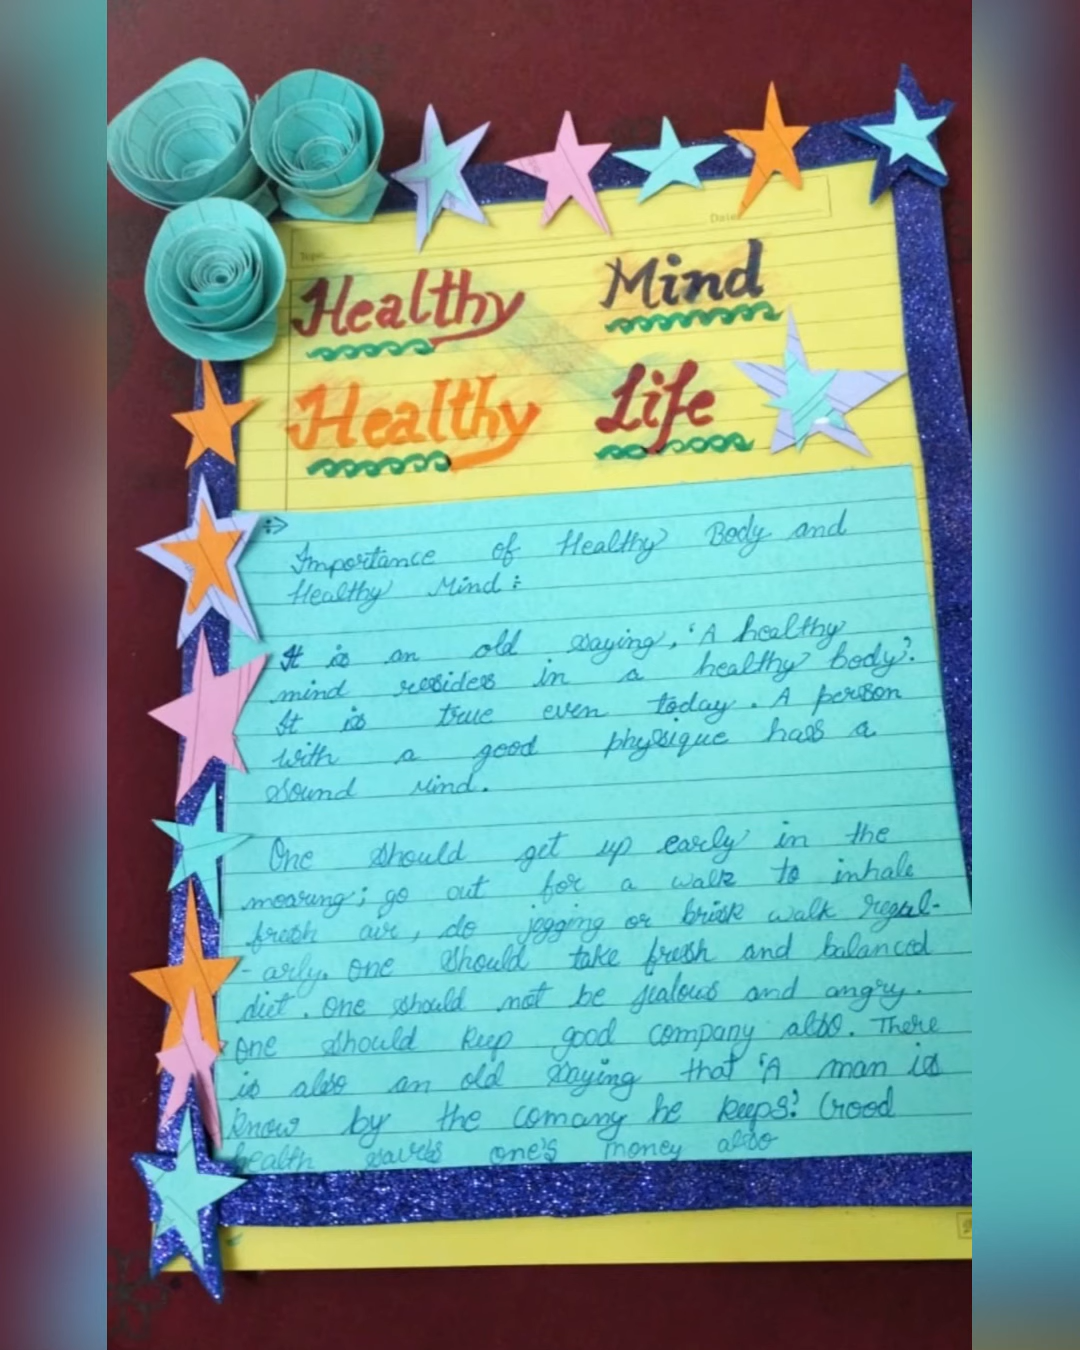 Date
Topic
Healthy Mind
Healthy Life
Importance of Healthy Body and
Healthy Mind :
It is an old saying, 'A healthy
mind resides in a healthy body'.
It is true even today. A person
with a good physique has a
sound mind.
One should get up early in the
moaring; go out for a walk to inhale
fresh air, do jogging or brisk walk regul-
- arly. One should take fresh and balanced
diet. One should not be jealous and angry.
One should keep good company also. There
is also an old saying that 'A man is
know by the comany he keeps'. Good
health saves one's money also